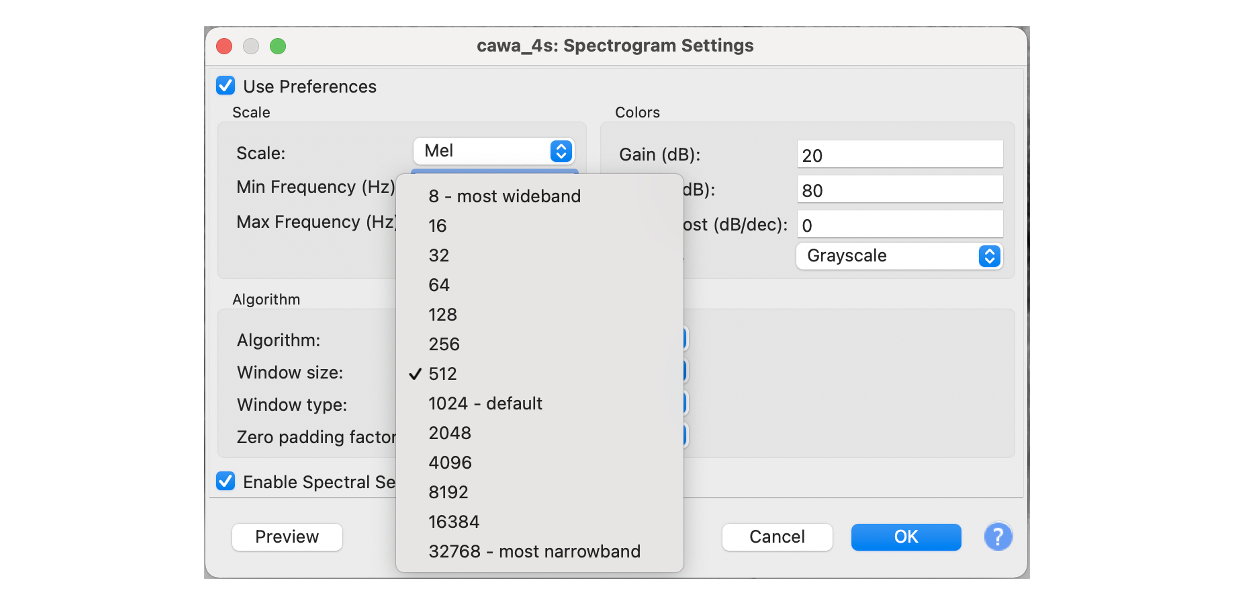 cawa_4s: Spectrogram Settings
Use Preferences
Scale
Scale:
Mel
Min Frequency (Hz)
Max Frequency (Hz)
Colors
Gain (dB):
20
dB):
80
ost (dB/dec):
0
Grayscale
Algorithm
Algorithm:
Window size:
Window type:
Zero padding factor
8 - most wideband
16
32
64
128
256
✓ 512
1024 - default
2048
4096
8192
16384
32768 - most narrowband
Enable Spectral Se
Preview
Cancel
OK
?